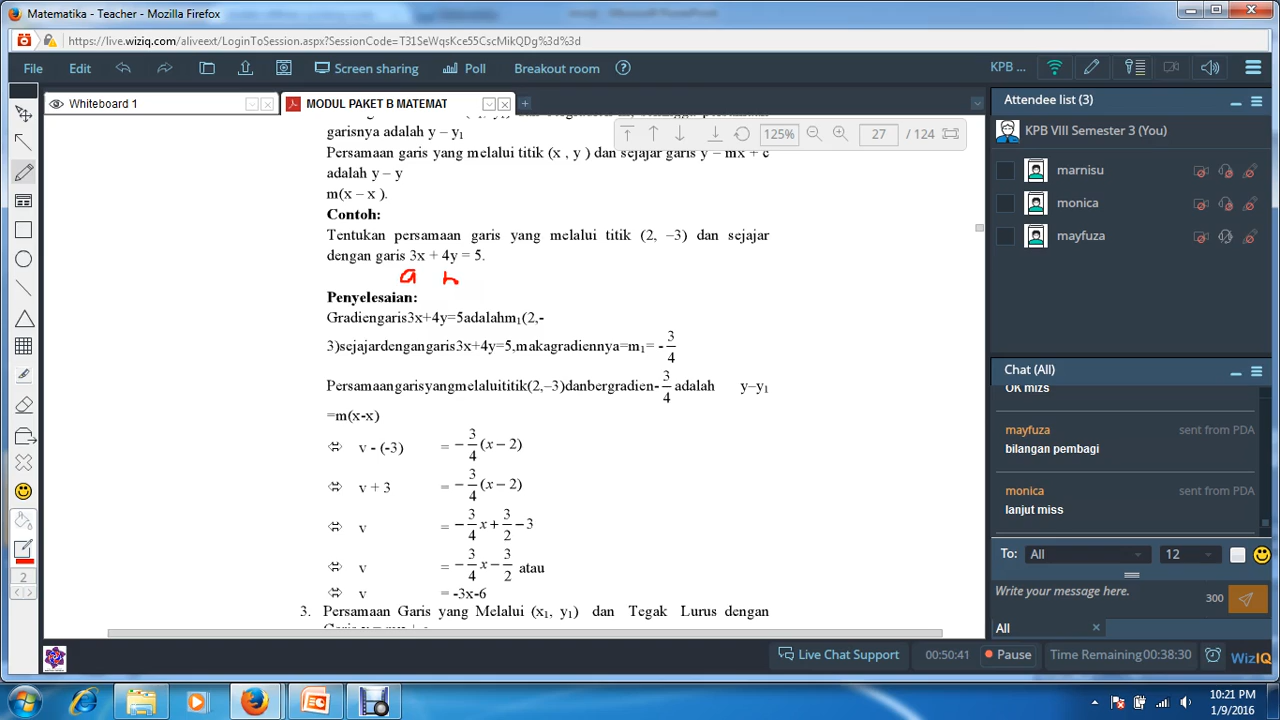 Matematika - Teacher - Mozilla Firefox
https://live.wiziq.com/aliveext/LoginToSession.aspx?SessionCode=T31SeWqsKce55CscMikQDg%3d%3d
File Edit Screen sharing Poll Breakout room ? KPB ...
Whiteboard 1 MODUL PAKET B MATEMAT +
125% 27 / 124
garisnya adalah y – y1
Persamaan garis yang melalui titik (x , y ) dan sejajar garis y = mx + c
adalah y – y
m(x – x ).
Contoh:
Tentukan persamaan garis yang melalui titik (2, –3) dan sejajar
dengan garis 3x + 4y = 5.
a
Penyelesaian:
Gradiengaris3x+4y=5adalahm1(2,-
3)sejajardengangaris3x+4y=5,makagradiennya=m1= - 3/4
Persamaangarisyangmelaluititik(2,–3)danbergradien- 3/4 adalah y–y1
=m(x-x)
⇔ v - (-3) = – 3/4 (x – 2)
⇔ v + 3 = – 3/4 (x – 2)
⇔ v = – 3/4 x + 3/2 – 3
⇔ v = – 3/4 x – 3/2 atau
⇔ v = -3x-6
3. Persamaan Garis yang Melalui (x1, y1) dan Tegak Lurus dengan
Attendee list (3)
KPB VIII Semester 3 (You)
marnisu
monica
mayfuza
Chat (All)
OK mizs
mayfuza sent from PDA
bilangan pembagi
monica sent from PDA
lanjut miss
To: All 12
Write your message here. 300
All
Live Chat Support 00:50:41 Pause Time Remaining 00:38:30 WizIQ
2
10:21 PM
1/9/2016